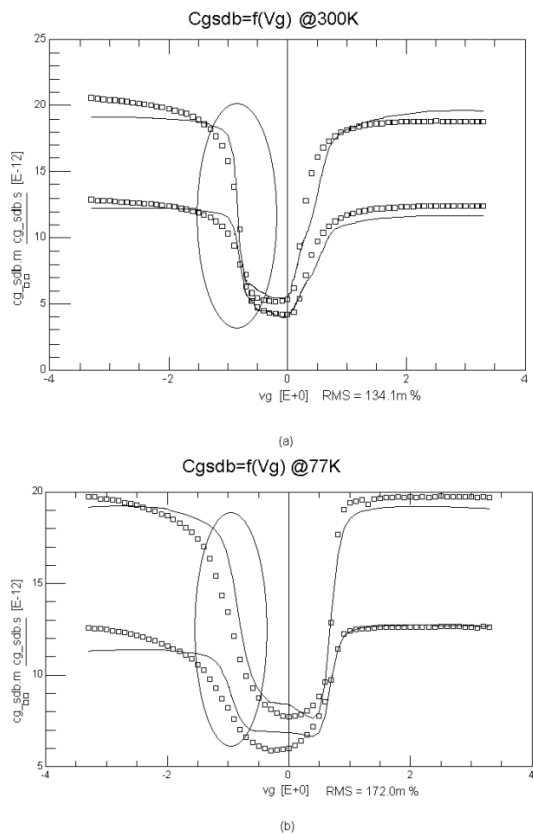 Cgsdb=f(Vg) @300K
25
20
15
10
5
0
cg_sdb.m cg_sdb.s [E-12]
-4 -2 0 2 4
vg [E+0] RMS = 134.1m %
(a)
Cgsdb=f(Vg) @77K
20
15
10
5
cg_sdb.m cg_sdb.s [E-12]
-4 -2 0 2 4
vg [E+0] RMS = 172.0m %
(b)